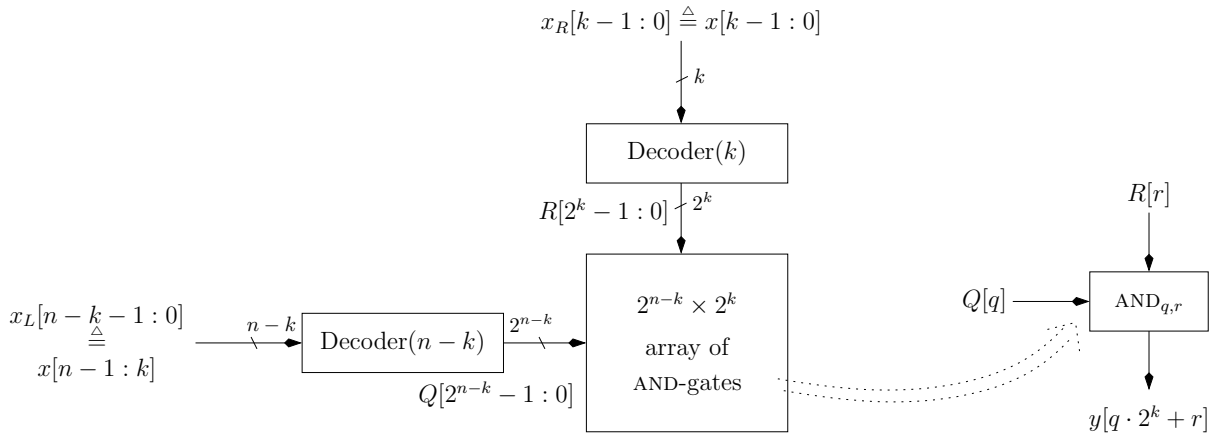 x_R[k − 1 : 0] ≜ x[k − 1 : 0]
k
Decoder(k)
R[2^k − 1 : 0]
2^k
R[r]
x_L[n − k − 1 : 0]
≜
x[n − 1 : k]
n − k
Decoder(n − k)
2^{n−k}
Q[2^{n−k} − 1 : 0]
2^{n−k} × 2^k
array of
AND-gates
Q[q]
AND_{q,r}
y[q · 2^k + r]